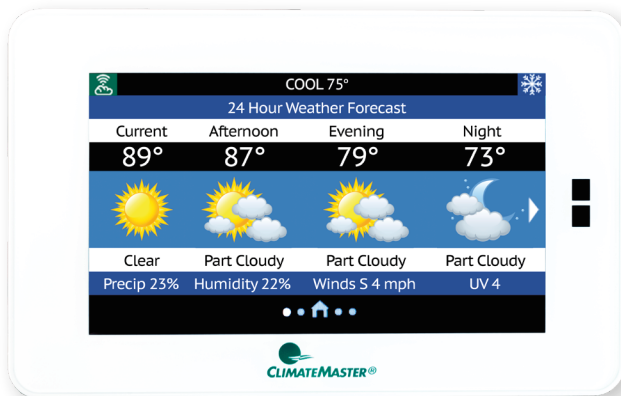 COOL 75°
24 Hour Weather Forecast
Current Afternoon Evening Night
89° 87° 79° 73°
Clear Part Cloudy Part Cloudy Part Cloudy
Precip 23% Humidity 22% Winds S 4 mph UV 4
CLIMATEMASTER®